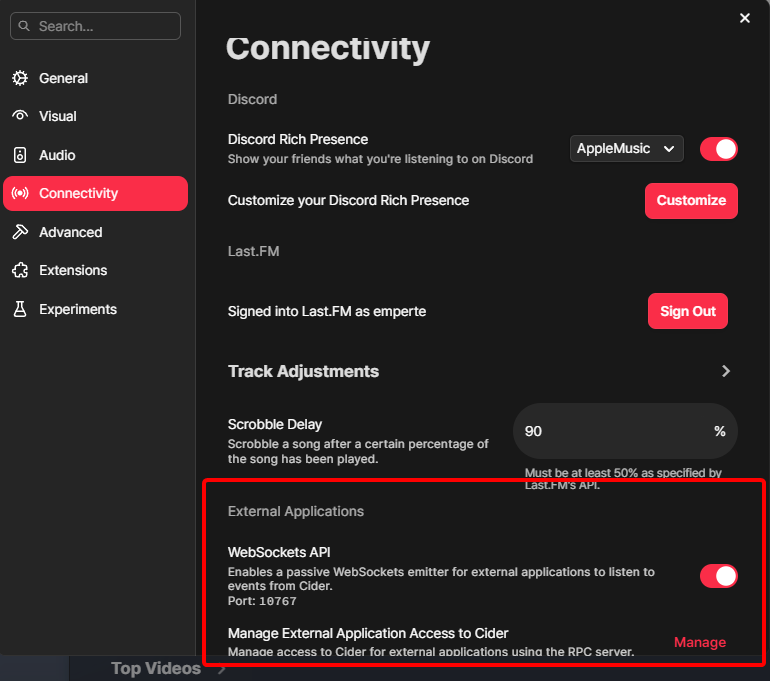 Search...
General
Visual
Audio
Connectivity
Advanced
Extensions
Experiments
Connectivity
Discord
Discord Rich Presence
Show your friends what you're listening to on Discord
AppleMusic
Customize your Discord Rich Presence
Customize
Last.FM
Signed into Last.FM as emperte
Sign Out
Track Adjustments
Scrobble Delay
Scrobble a song after a certain percentage of
the song has been played.
90 %
Must be at least 50% as specified by
Last.FM's API.
External Applications
WebSockets API
Enables a passive WebSockets emitter for external applications to listen to
events from Cider.
Port: 10767
Manage External Application Access to Cider
Manage access to Cider for external applications using the RPC server.
Manage
Top Videos